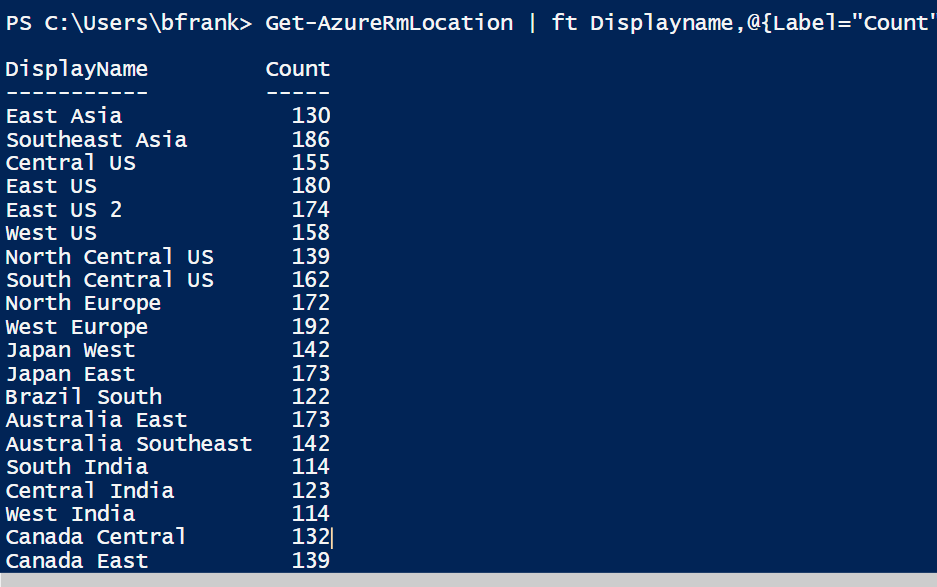 PS C:\Users\bfrank> Get-AzureRmLocation | ft Displayname,@{Label="Count"
DisplayName Count
----------- -----
East Asia 130
Southeast Asia 186
Central US 155
East US 180
East US 2 174
West US 158
North Central US 139
South Central US 162
North Europe 172
West Europe 192
Japan West 142
Japan East 173
Brazil South 122
Australia East 173
Australia Southeast 142
South India 114
Central India 123
West India 114
Canada Central 132
Canada East 139